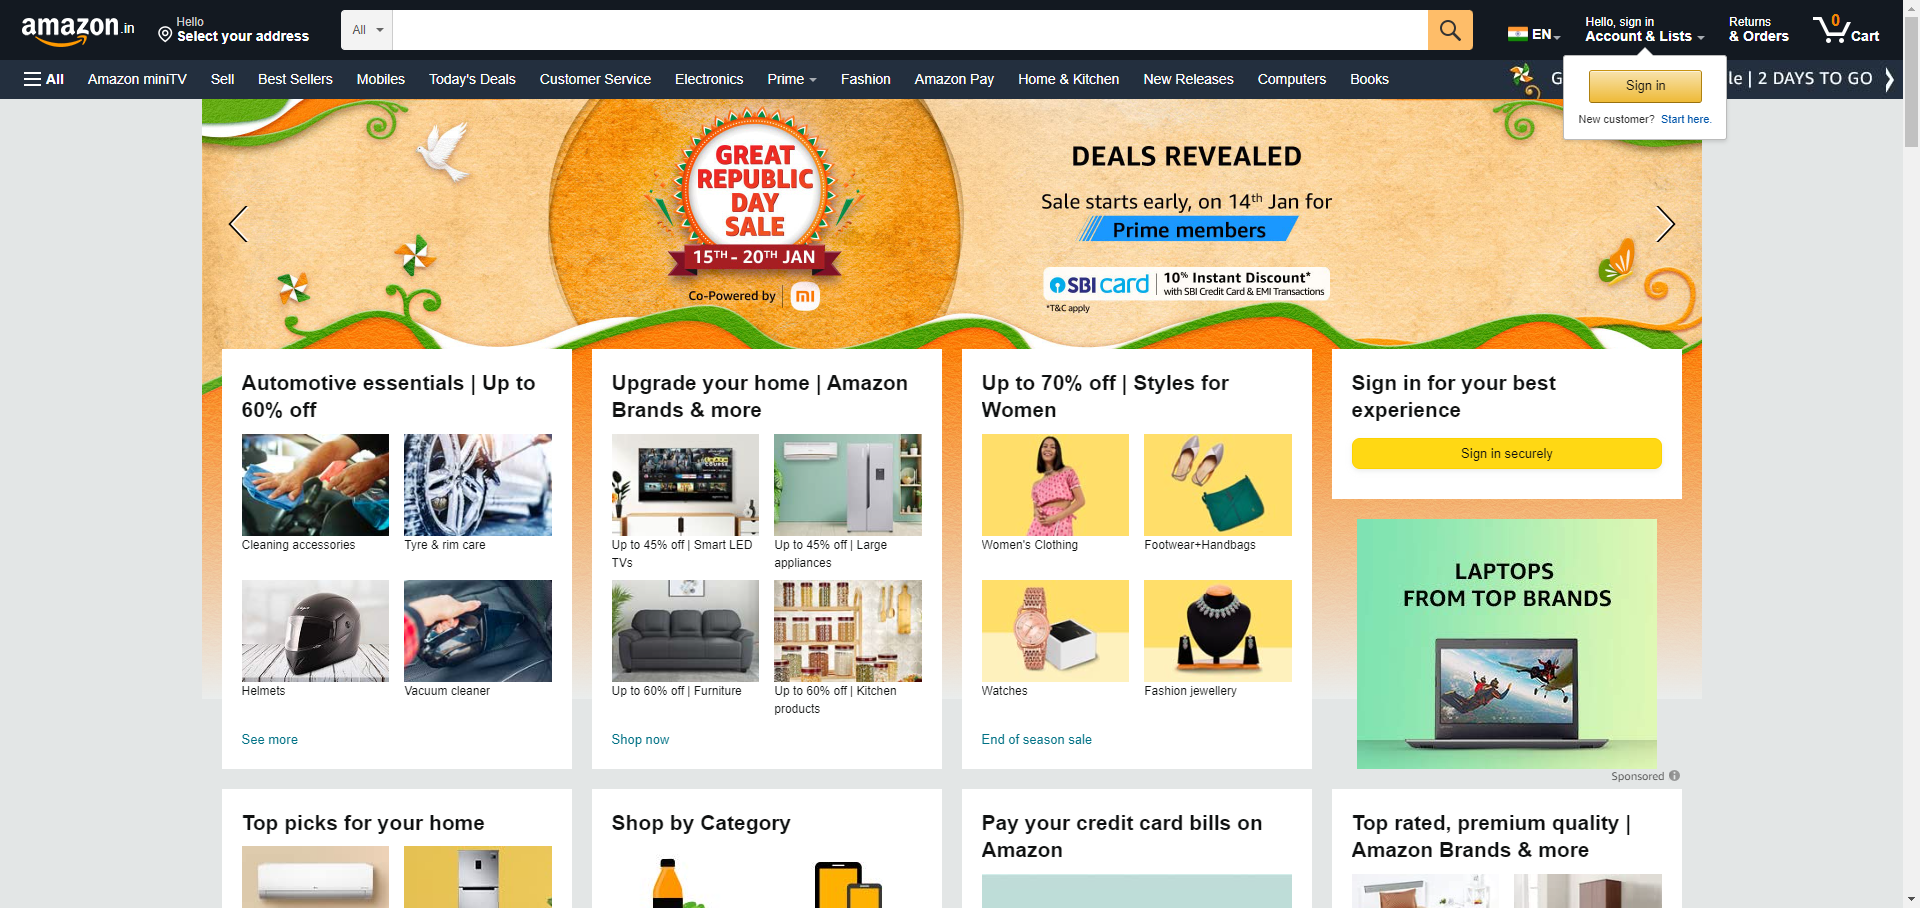 amazon.in
Hello
Select your address
All
EN
Hello, sign in
Account & Lists
Returns
& Orders
0
Cart
All
Amazon miniTV
Sell
Best Sellers
Mobiles
Today's Deals
Customer Service
Electronics
Prime
Fashion
Amazon Pay
Home & Kitchen
New Releases
Computers
Books
G
le | 2 DAYS TO GO
Sign in
New customer? Start here.
GREAT
REPUBLIC
DAY
SALE
15TH - 20TH JAN
Co-Powered by mi
DEALS REVEALED
Sale starts early, on 14th Jan for
Prime members
SBI card
10% Instant Discount*
with SBI Credit Card & EMI Transactions
*T&C apply
Automotive essentials | Up to
60% off
Cleaning accessories
Tyre & rim care
Helmets
Vacuum cleaner
See more
Upgrade your home | Amazon
Brands & more
Up to 45% off | Smart LED
TVs
Up to 45% off | Large
appliances
Up to 60% off | Furniture
Up to 60% off | Kitchen
products
Shop now
Up to 70% off | Styles for
Women
Women's Clothing
Footwear+Handbags
Watches
Fashion jewellery
End of season sale
Sign in for your best
experience
Sign in securely
LAPTOPS
FROM TOP BRANDS
Sponsored
Top picks for your home
Shop by Category
Pay your credit card bills on
Amazon
Top rated, premium quality |
Amazon Brands & more